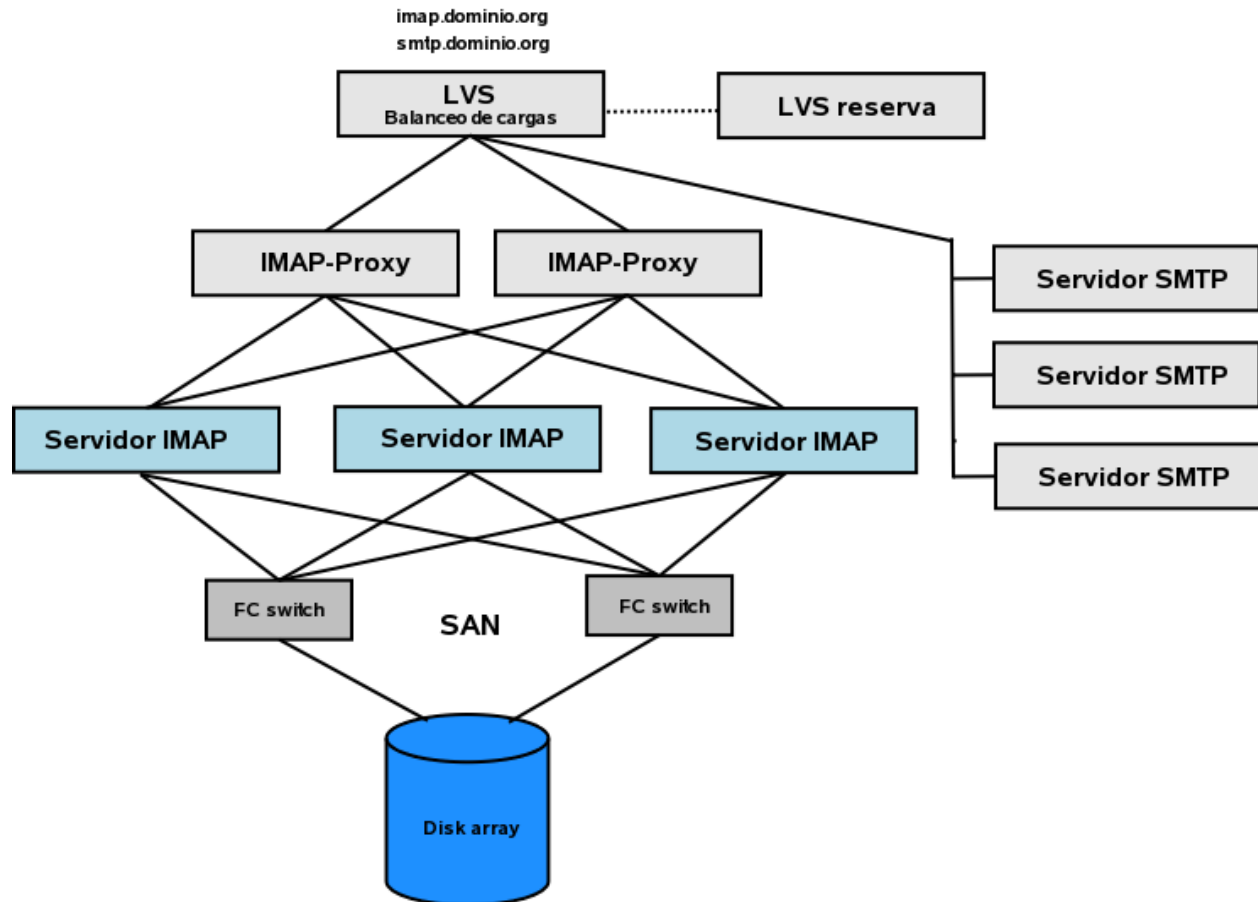 imap.dominio.org
smtp.dominio.org
LVS
Balanceo de cargas
LVS reserva
IMAP-Proxy
IMAP-Proxy
Servidor SMTP
Servidor SMTP
Servidor SMTP
Servidor IMAP
Servidor IMAP
Servidor IMAP
FC switch
FC switch
SAN
Disk array